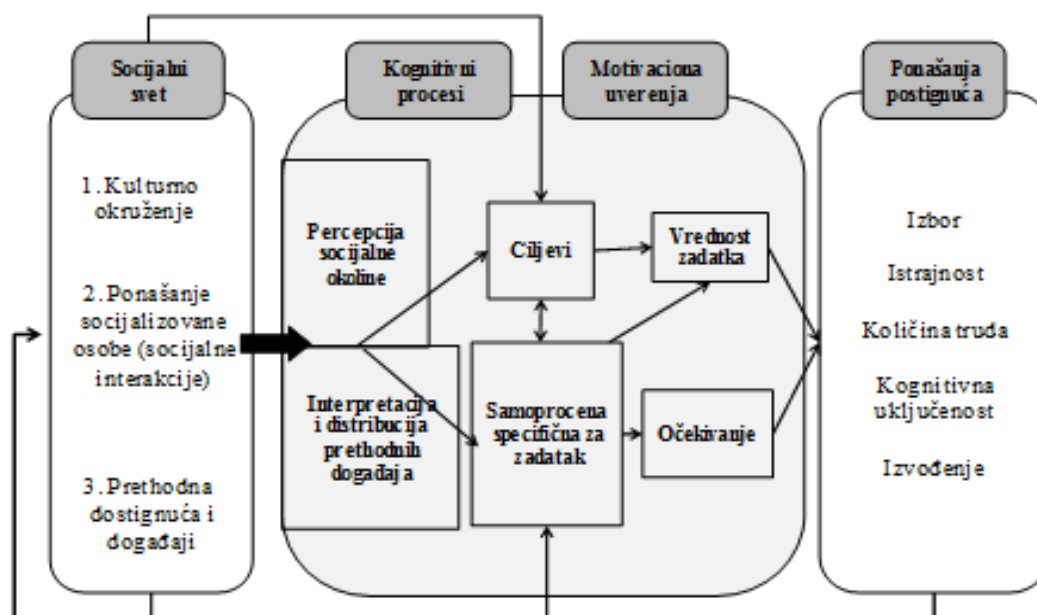 Socijalni
svet
Kognitivni
procesi
Motivaciona
uverenja
Ponašanja
postignuća
1. Kulturno
okruženje
2. Ponašanje
socijalizovane
osobe (socijalne
interakcije)
3. Prethodna
dostignuća i
događaji
Percepcija
socijalne
okoline
Interpretacija
i distribucija
prethodnih
događaja
Ciljevi
Samoprocena
specifična za
zadatak
Vrednost
zadatka
Očekivanje
Izbor
Istrajnost
Količina truda
Kognitivna
uključenost
Izvođenje